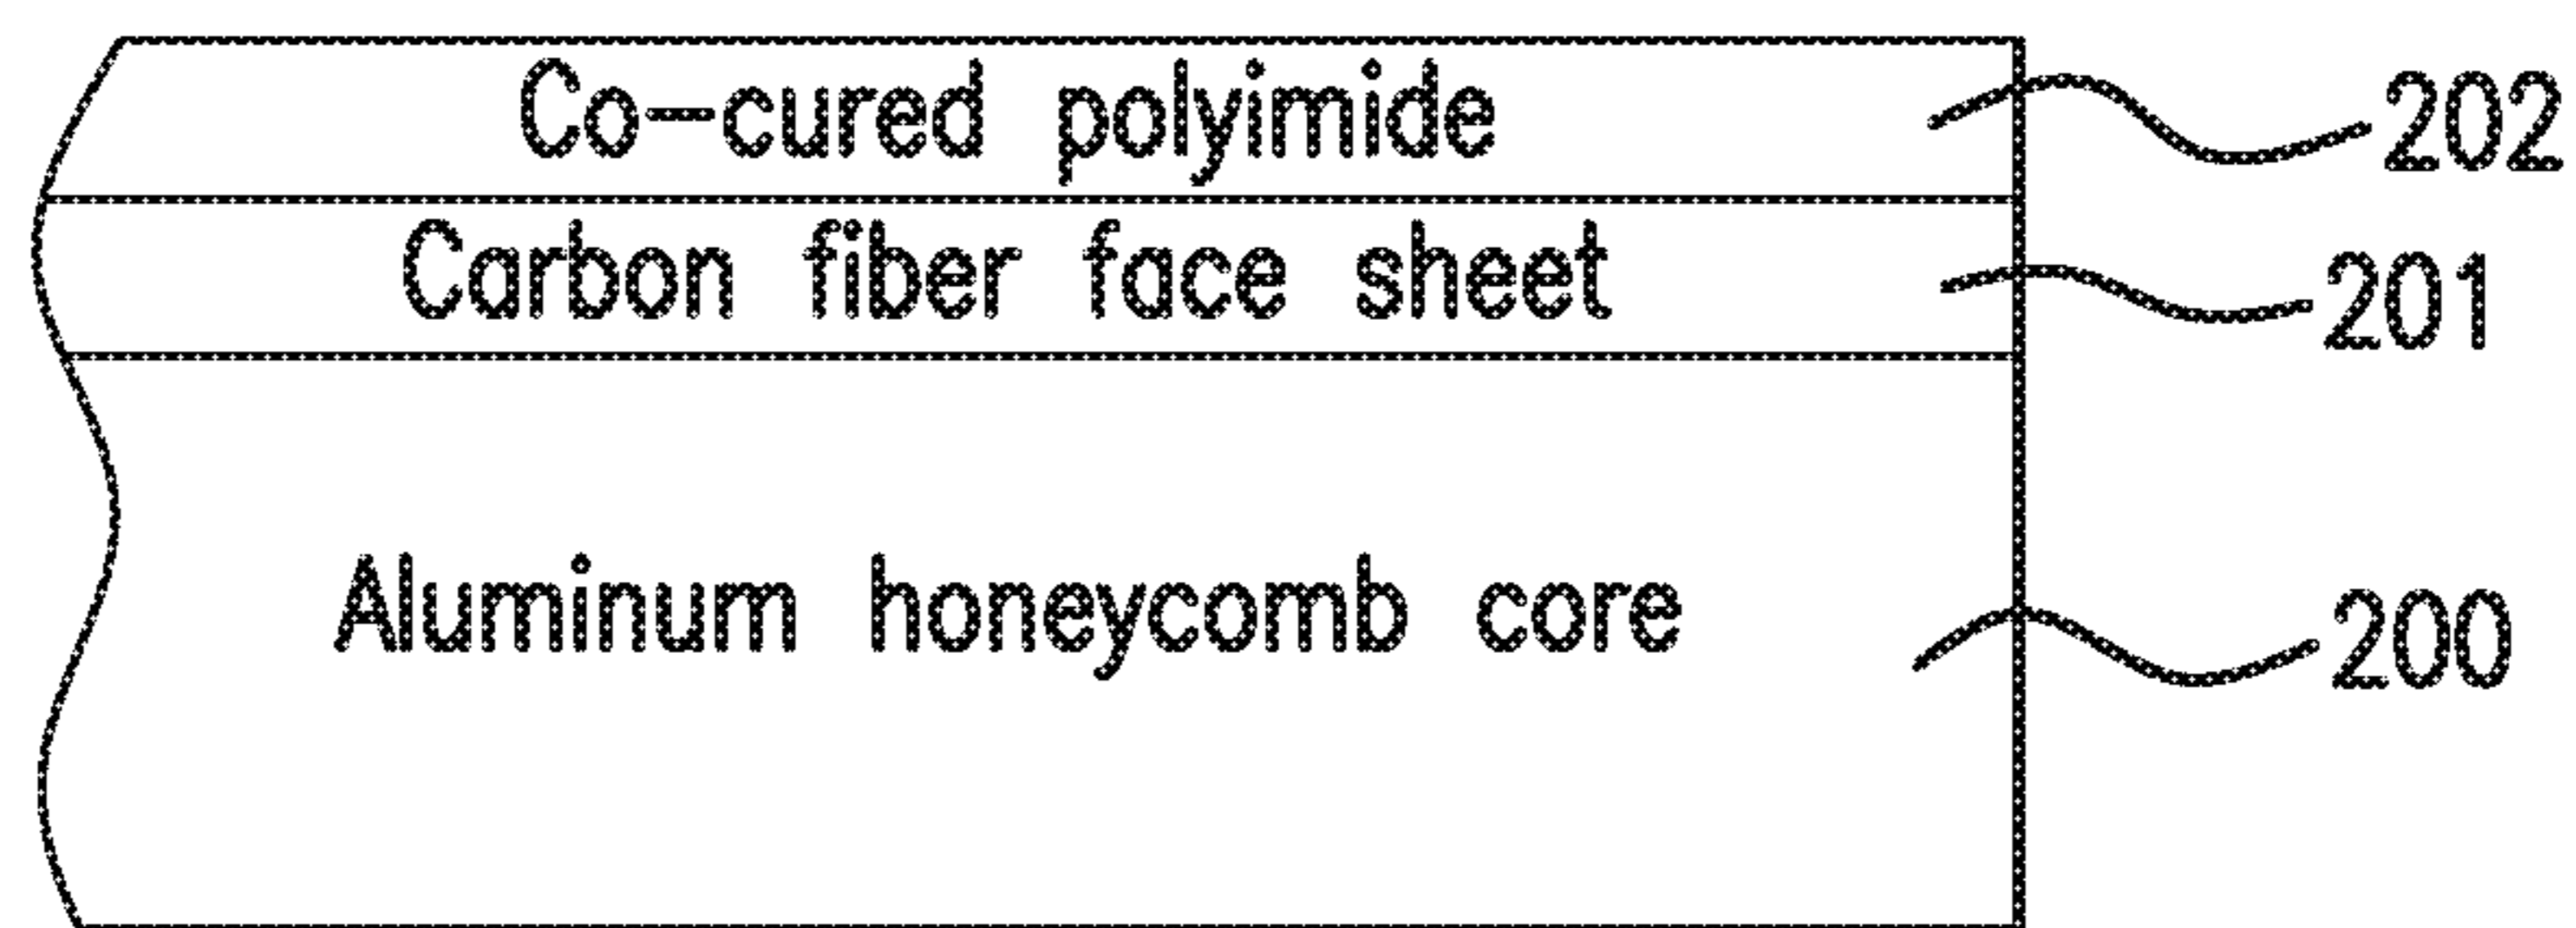 Co-cured polyimide 202
Carbon fiber face sheet 201
Aluminum honeycomb core 200